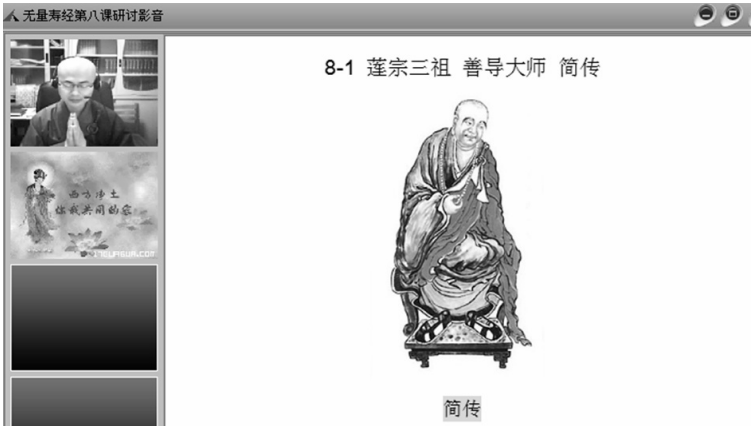 无量寿经第八课研讨影音
西方净土
你我共同的家
8-1 莲宗三祖 善导大师 简传
简传